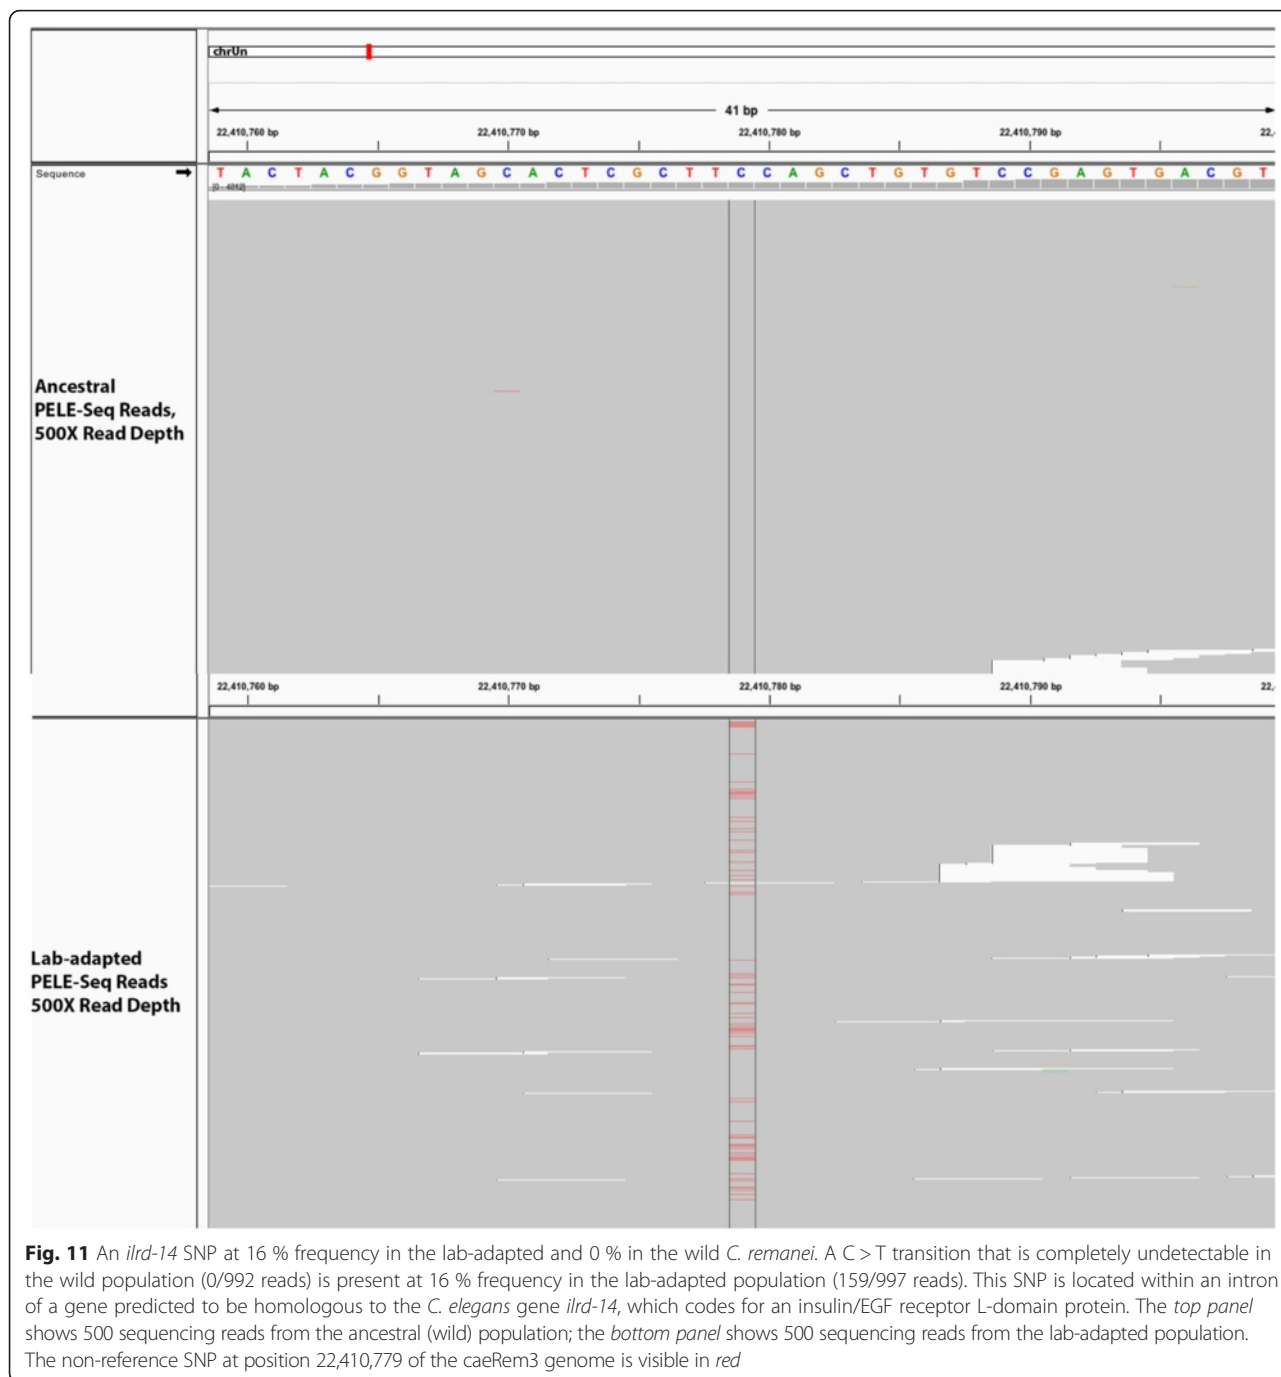 chrUn
41 bp
22,410,760 bp 22,410,770 bp 22,410,780 bp 22,410,790 bp 22,
Sequence T A C T A C G G T A G C A C T C G C T T C C A G C T G T G T C C G A G T G A C G T
[0 - 4012]
Ancestral
PELE-Seq Reads,
500X Read Depth
22,410,760 bp 22,410,770 bp 22,410,780 bp 22,410,790 bp 22,
Lab-adapted
PELE-Seq Reads
500X Read Depth
Fig. 11 An ilrd-14 SNP at 16 % frequency in the lab-adapted and 0 % in the wild C. remanei. A C > T transition that is completely undetectable in
the wild population (0/992 reads) is present at 16 % frequency in the lab-adapted population (159/997 reads). This SNP is located within an intron
of a gene predicted to be homologous to the C. elegans gene ilrd-14, which codes for an insulin/EGF receptor L-domain protein. The top panel
shows 500 sequencing reads from the ancestral (wild) population; the bottom panel shows 500 sequencing reads from the lab-adapted population.
The non-reference SNP at position 22,410,779 of the caeRem3 genome is visible in red